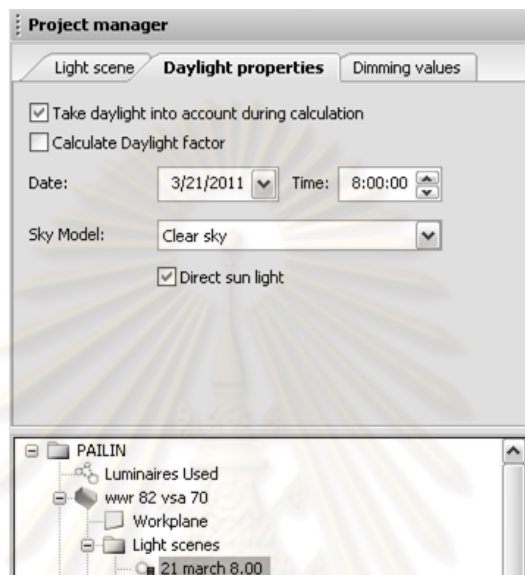 Project manager
Light scene Daylight properties Dimming values
Take daylight into account during calculation
Calculate Daylight factor
Date: 3/21/2011 Time: 8:00:00
Sky Model: Clear sky
Direct sun light
PAILIN
Luminaires Used
wwr 82 vsa 70
Workplane
Light scenes
21 march 8.00